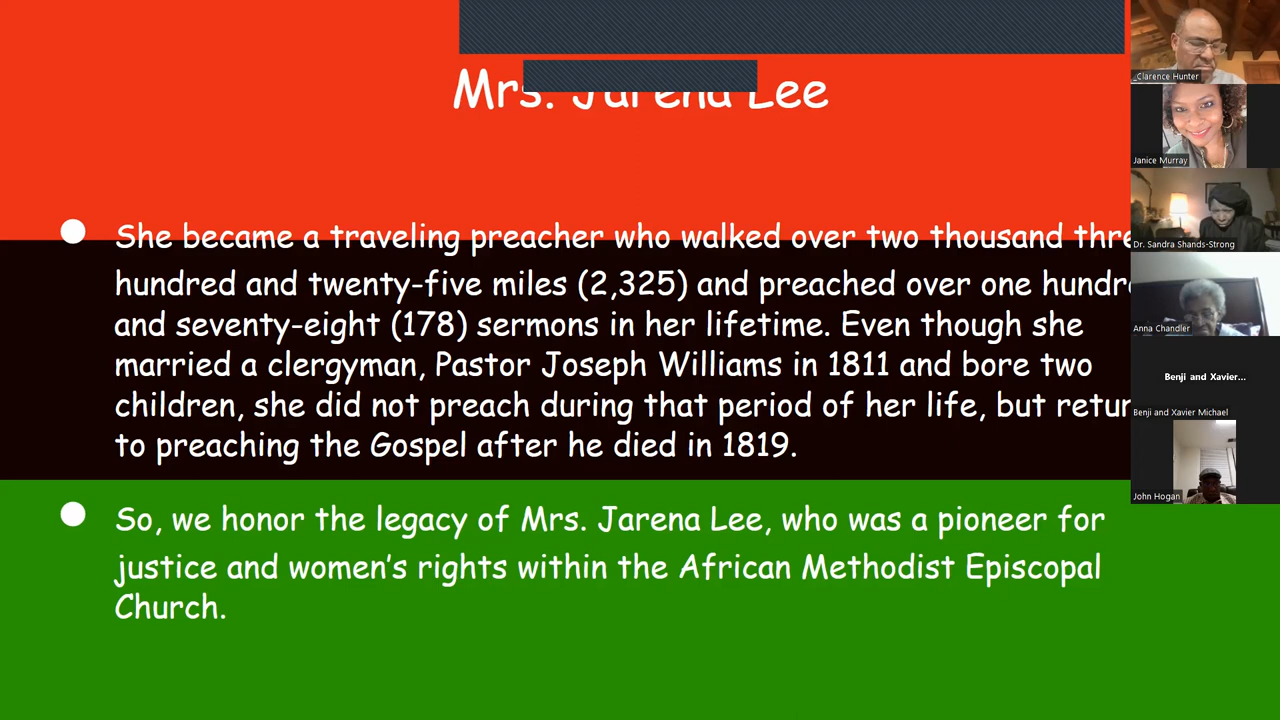 Mrs. Jarena Lee
She became a traveling preacher who walked over two thousand thre
hundred and twenty-five miles (2,325) and preached over one hundr
and seventy-eight (178) sermons in her lifetime. Even though she
married a clergyman, Pastor Joseph Williams in 1811 and bore two
children, she did not preach during that period of her life, but retur
to preaching the Gospel after he died in 1819.
So, we honor the legacy of Mrs. Jarena Lee, who was a pioneer for
justice and women's rights within the African Methodist Episcopal
Church.
_Clarence Hunter
Janice Murray
Dr. Sandra Shands-Strong
Anna Chandler
Benji and Xavier...
Benji and Xavier Michael
John Hogan